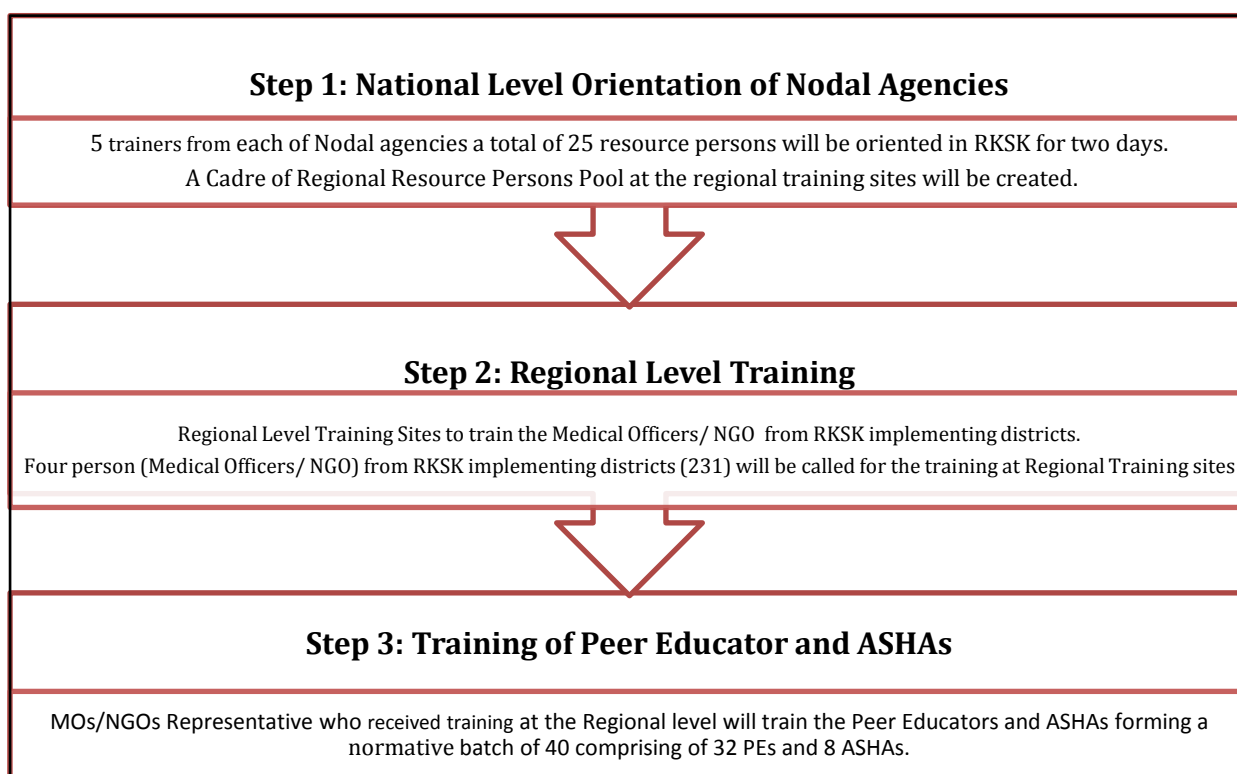 Step 1: National Level Orientation of Nodal Agencies
5 trainers from each of Nodal agencies a total of 25 resource persons will be oriented in RKSK for two days.
A Cadre of Regional Resource Persons Pool at the regional training sites will be created.
Step 2: Regional Level Training
Regional Level Training Sites to train the Medical Officers/ NGO from RKSK implementing districts.
Four person (Medical Officers/ NGO) from RKSK implementing districts (231) will be called for the training at Regional Training sites
Step 3: Training of Peer Educator and ASHAs
MOs/NGOs Representative who received training at the Regional level will train the Peer Educators and ASHAs forming a
normative batch of 40 comprising of 32 PEs and 8 ASHAs.